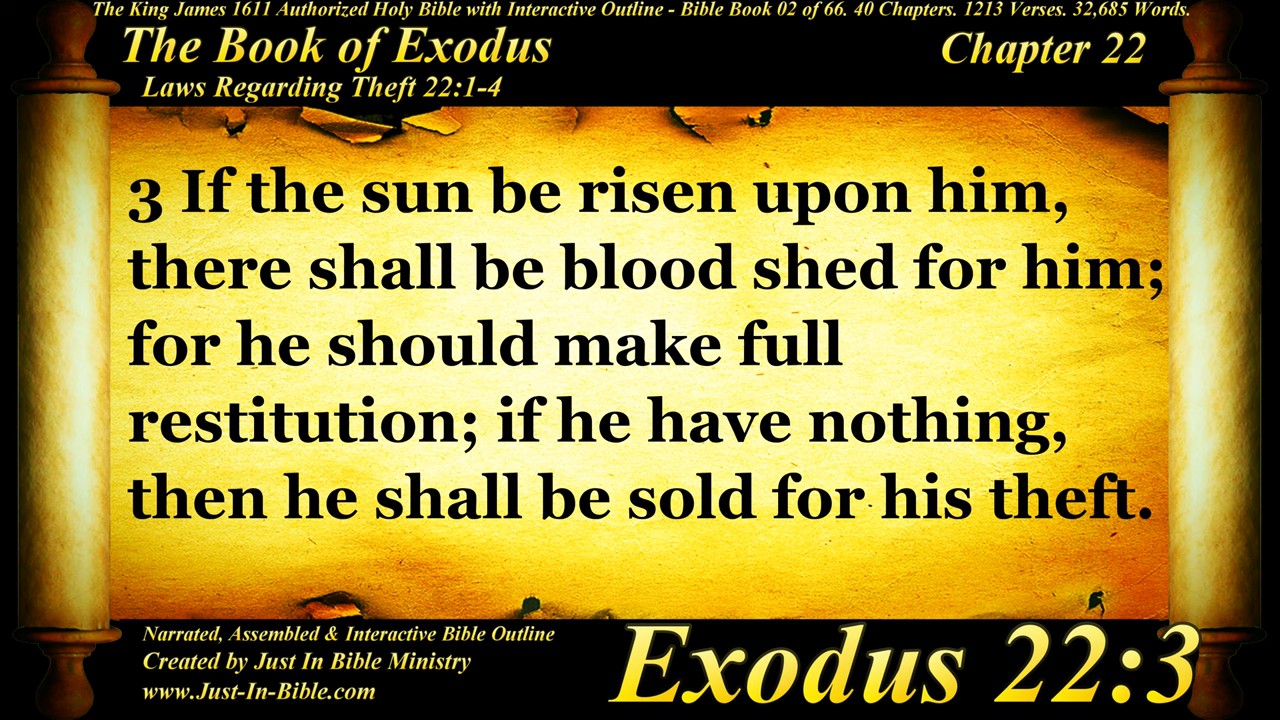 The King James 1611 Authorized Holy Bible with Interactive Outline - Bible Book 02 of 66. 40 Chapters. 1213 Verses. 32,685 Words.
The Book of Exodus
Chapter 22
Laws Regarding Theft 22:1-4
3 If the sun be risen upon him,
there shall be blood shed for him;
for he should make full
restitution; if he have nothing,
then he shall be sold for his theft.
Narrated, Assembled & Interactive Bible Outline
Created by Just In Bible Ministry
www.Just-In-Bible.com
Exodus 22:3